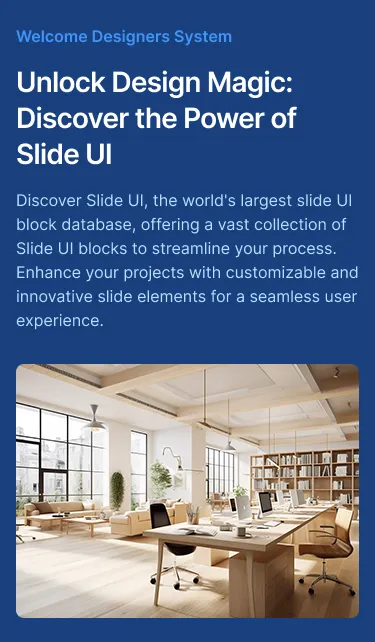 Welcome Designers System
Unlock Design Magic:
Discover the Power of
Slide UI
Discover Slide UI, the world's largest slide UI
block database, offering a vast collection of
Slide UI blocks to streamline your process.
Enhance your projects with customizable and
innovative slide elements for a seamless user
experience.